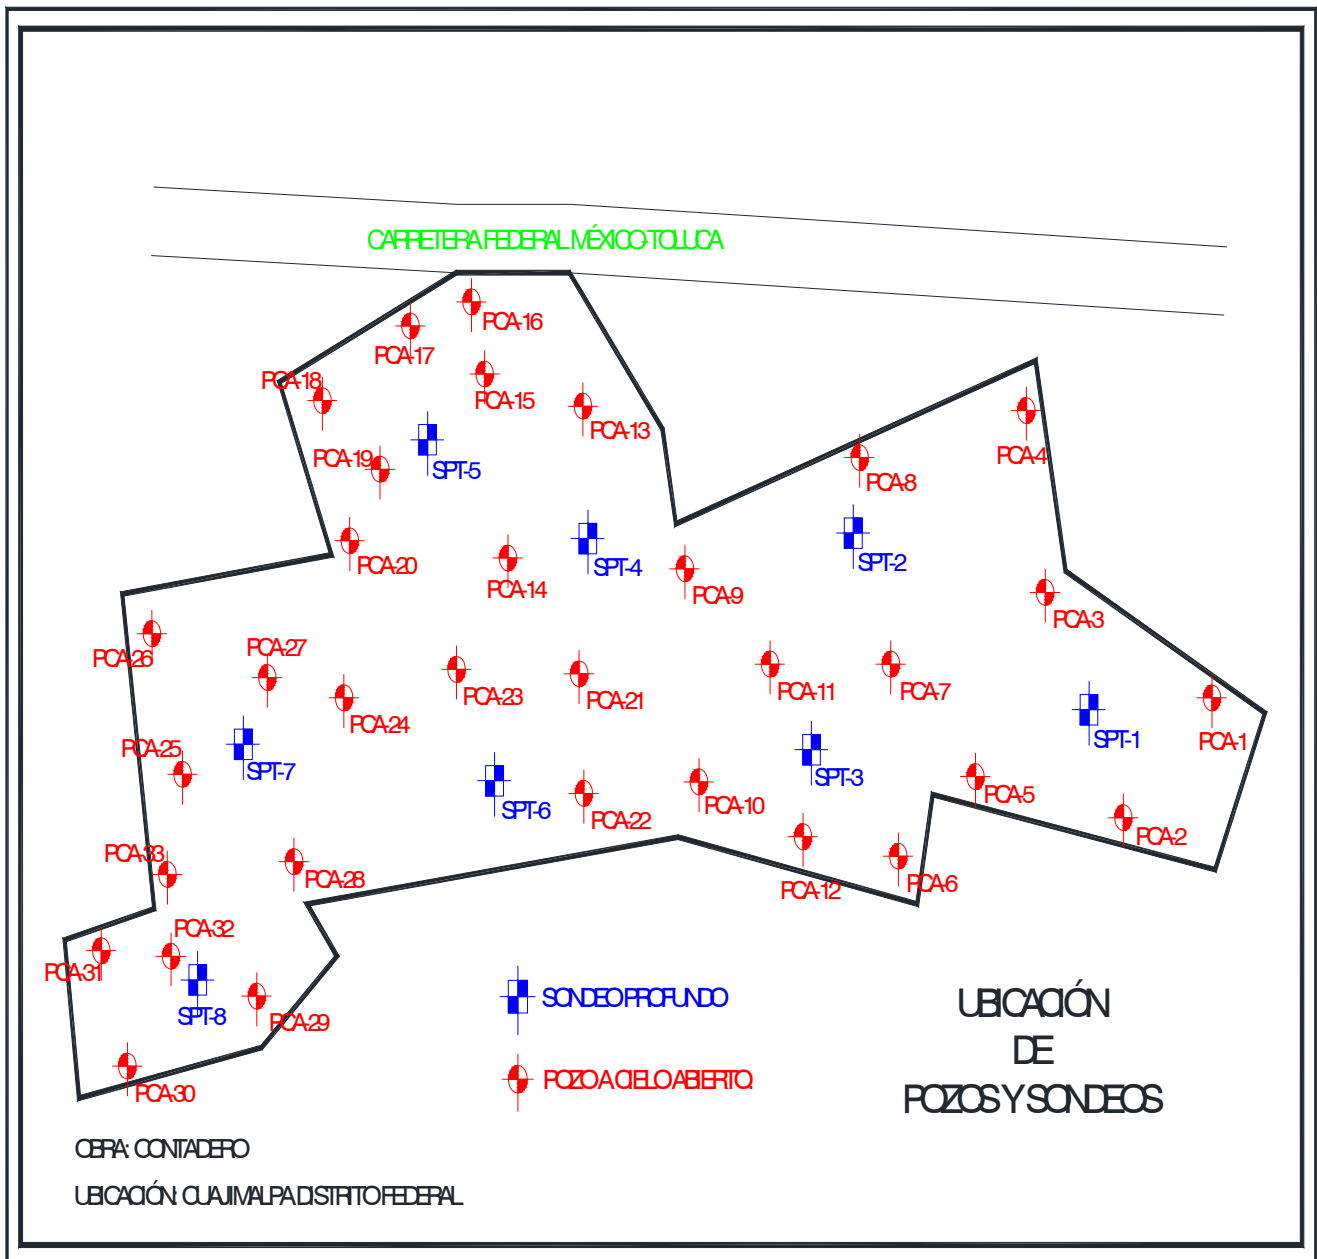 CARRETERA FEDERAL MÉXICO-TOLUCA
PCA-16
PCA-17
PCA-18
PCA-15
PCA-13
PCA-19
SPT-5
PCA-4
PCA-8
PCA-20
SPT-4
SPT-2
PCA-14
PCA-9
PCA-3
PCA-26
PCA-27
PCA-23
PCA-21
PCA-11
PCA-7
PCA-24
SPT-1
PCA-1
PCA-25
SPT-7
SPT-3
SPT-6
PCA-22
PCA-10
PCA-5
PCA-2
PCA-33
PCA-28
PCA-12
PCA-6
PCA-32
PCA-31
SPT-8
PCA-29
PCA-30
SONDEO PROFUNDO
POZO A CIELO ABIERTO.
UBICACIÓN
DE
POZOS Y SONDEOS
OBRA: CONTADERO
UBICACIÓN: CUAJIMALPA DISTRITO FEDERAL